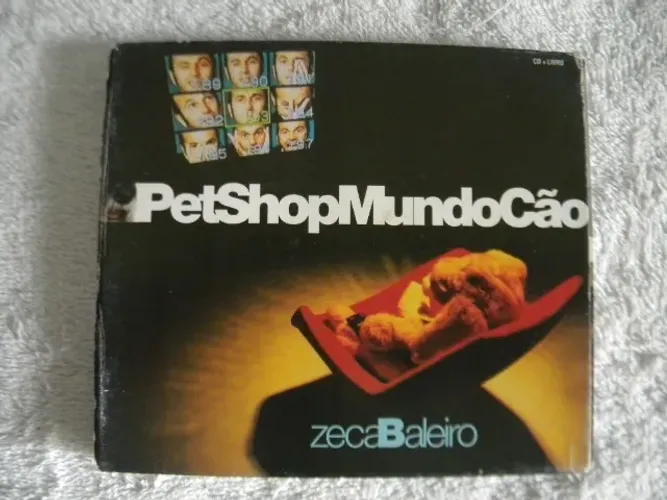 CD + LIVRO
PetShopMundoCão
zecaBaleiro